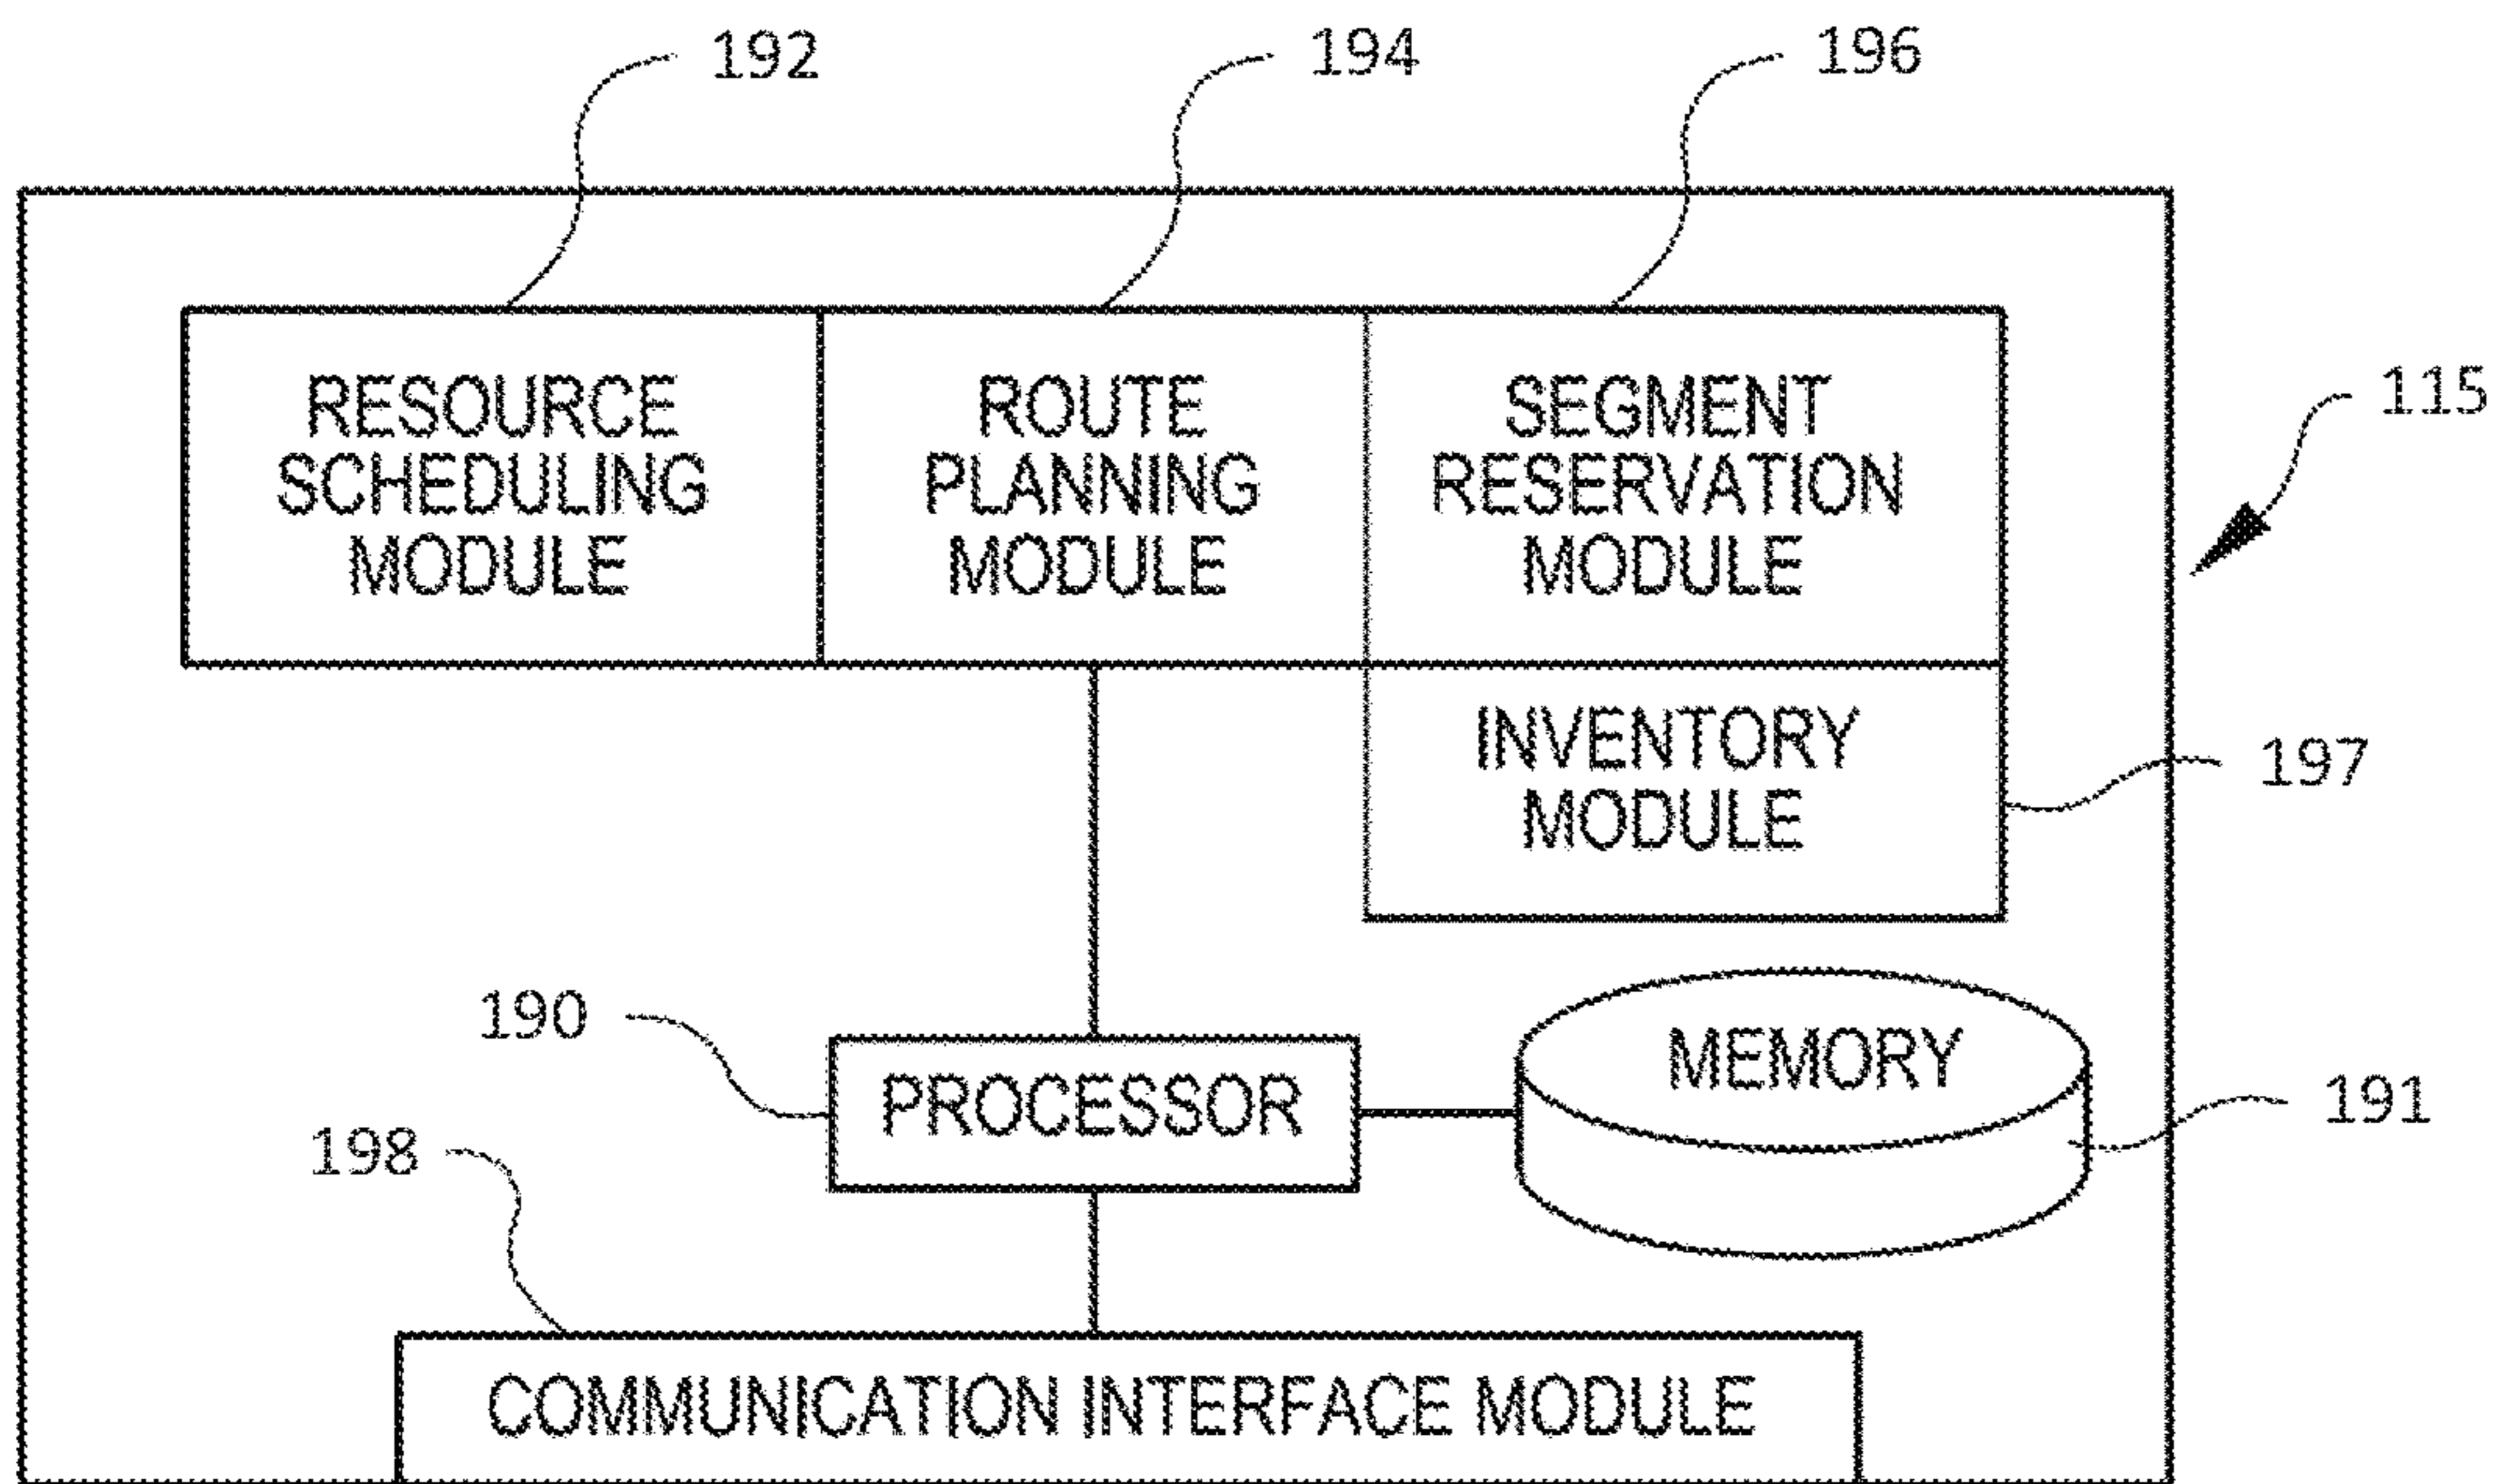 192
194
196
115
RESOURCE
SCHEDULING
MODULE
ROUTE
PLANNING
MODULE
SEGMENT
RESERVATION
MODULE
INVENTORY
MODULE
197
190
PROCESSOR
MEMORY
191
198
COMMUNICATION INTERFACE MODULE